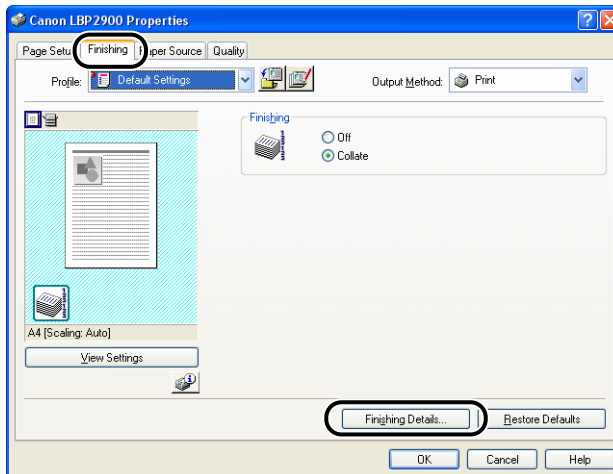 Canon LBP2900 Properties
Page Setu Finishing aper Source Quality
Profile: Default Settings Output Method: Print
Finishing
Off
Collate
A4 [Scaling: Auto]
View Settings
Finishing Details... Restore Defaults
OK Cancel Help